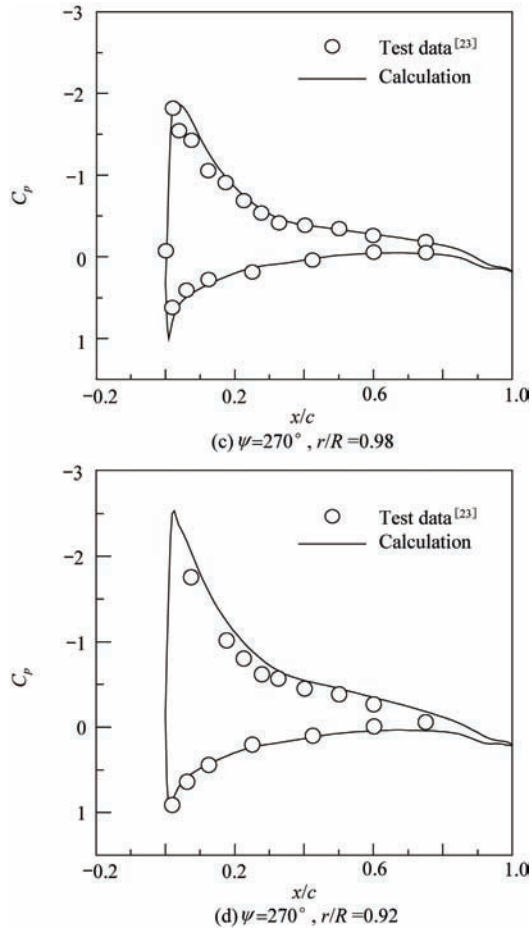 −3
Test data[23]
Calculation
−2
−1
Cp
0
1
−0.2
0.2
0.6
1.0
x/c
(c) ψ=270° , r/R =0.98
−3
Test data[23]
Calculation
−2
−1
Cp
0
1
−0.2
0.2
0.6
1.0
x/c
(d) ψ=270° , r/R =0.92